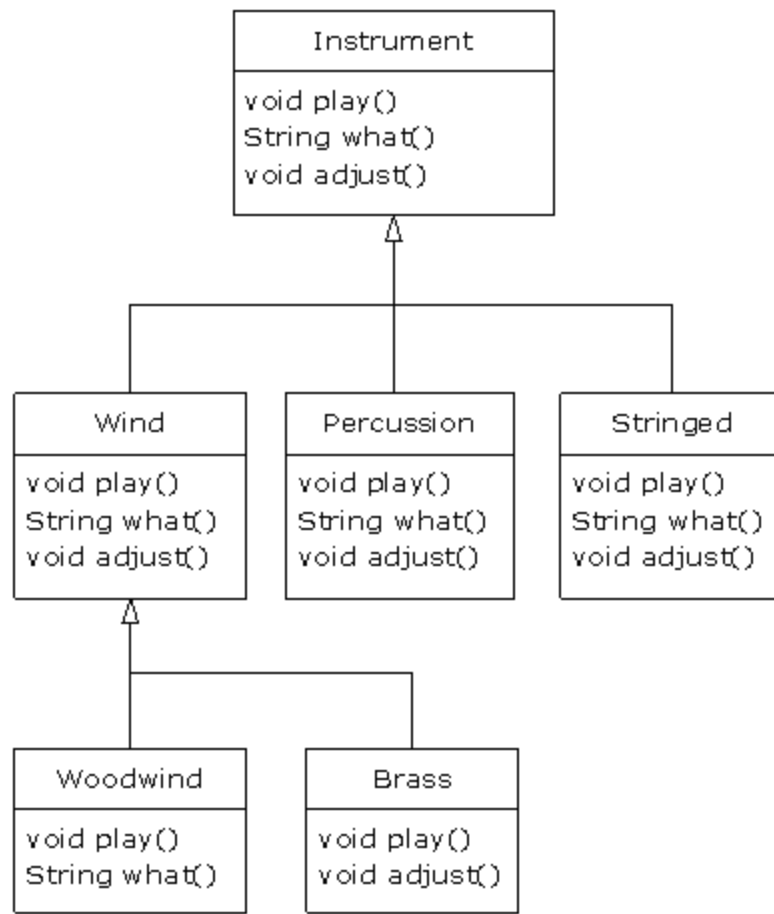 Instrument
void play()
String what()
void adjust()
Wind
void play()
String what()
void adjust()
Percussion
void play()
String what()
void adjust()
Stringed
void play()
String what()
void adjust()
Woodwind
void play()
String what()
Brass
void play()
void adjust()